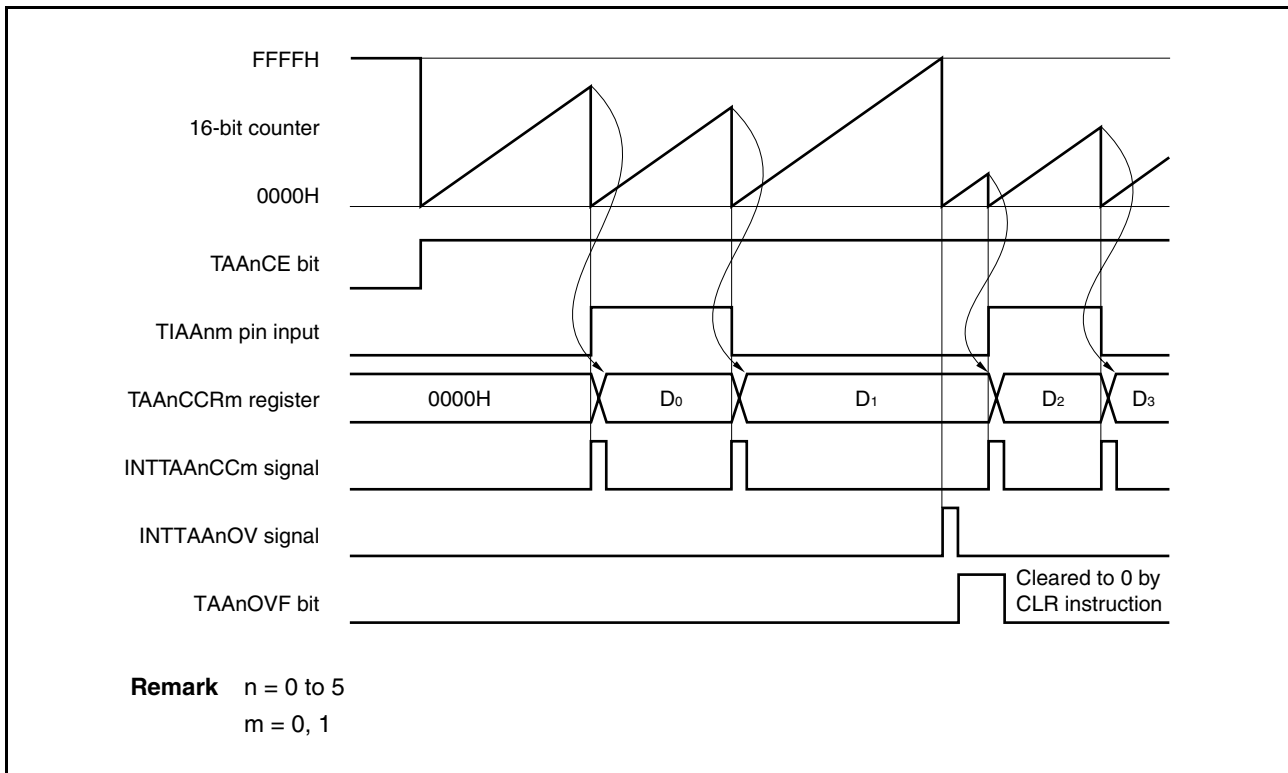 FFFFH
16-bit counter
0000H
TAAnCE bit
TIAAnm pin input
TAAnCCRm register
0000H D0 D1 D2 D3
INTTAAnCCm signal
INTTAAnOV signal
TAAnOVF bit
Cleared to 0 by
CLR instruction
Remark n = 0 to 5
m = 0, 1